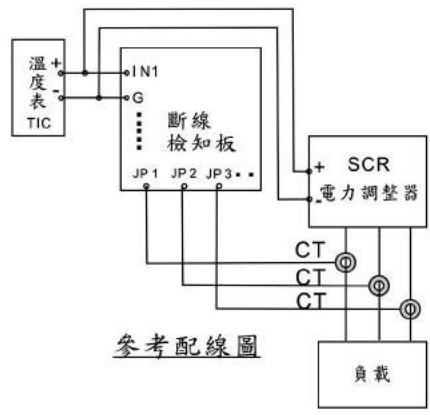 溫度表
TIC
+
-
IN1
G
斷線
檢知板
JP1 JP2 JP3
+
-
SCR
電力調整器
CT
CT
CT
負載
參考配線圖